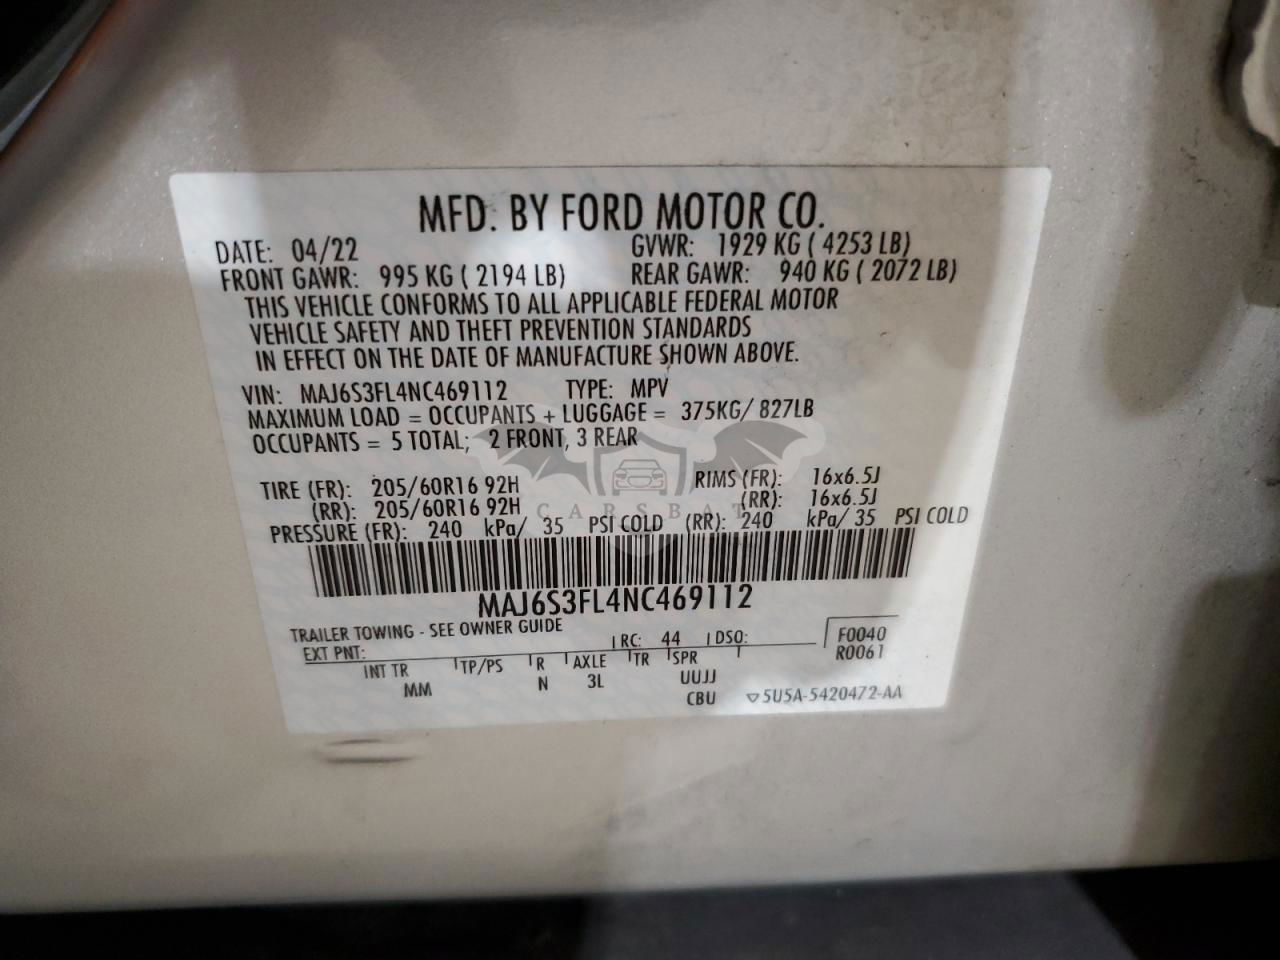 MFD. BY FORD MOTOR CO.
DATE: 04/22 GVWR: 1929 KG ( 4253 LB)
FRONT GAWR: 995 KG ( 2194 LB) REAR GAWR: 940 KG ( 2072 LB)
THIS VEHICLE CONFORMS TO ALL APPLICABLE FEDERAL MOTOR
VEHICLE SAFETY AND THEFT PREVENTION STANDARDS
IN EFFECT ON THE DATE OF MANUFACTURE SHOWN ABOVE.
VIN: MAJ6S3FL4NC469112 TYPE: MPV
MAXIMUM LOAD = OCCUPANTS + LUGGAGE = 375KG/ 827LB
OCCUPANTS = 5 TOTAL; 2 FRONT, 3 REAR
TIRE (FR): 205/60R16 92H RIMS (FR): 16x6.5J
(RR): 205/60R16 92H (RR): 16x6.5J
CARSBAT
PRESSURE (FR): 240 kPa/ 35 PSI COLD (RR): 240 kPa/ 35 PSI COLD
MAJ6S3FL4NC469112
TRAILER TOWING - SEE OWNER GUIDE
EXT PNT: RC: 44 DSO: F0040
R0061
INT TR TP/PS R AXLE TR SPR
MM N 3L UUJJ
CBU 5U5A-5420472-AA